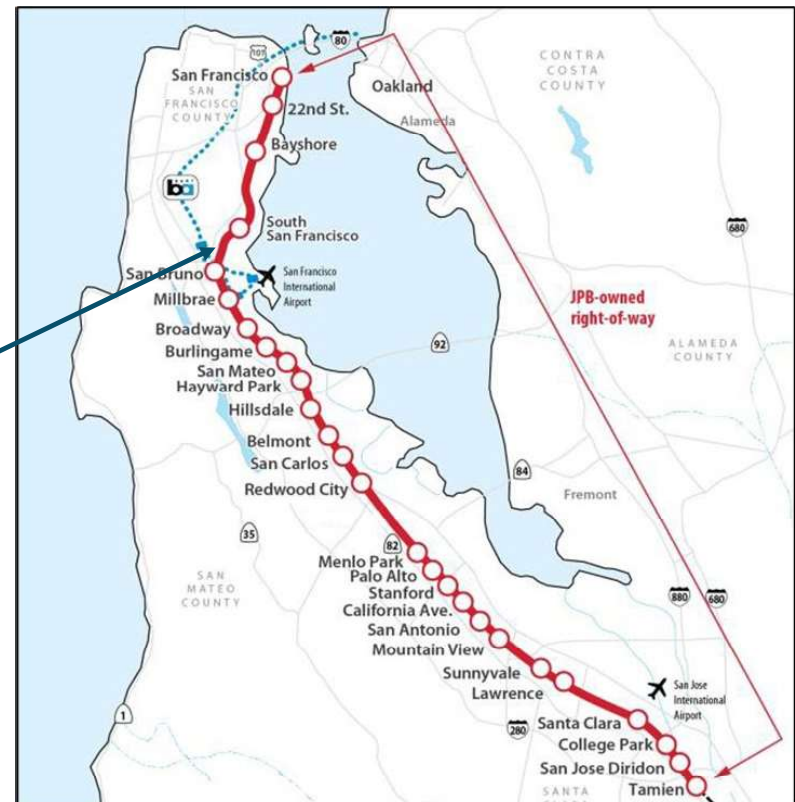 101
80
San Francisco
SAN
FRANCISCO
COUNTY
22nd St.
Bayshore
ba
South
San Francisco
San Bruno
Millbrae
San Francisco
International
Airport
Broadway
Burlingame
San Mateo
Hayward Park
Hillsdale
Belmont
San Carlos
Redwood City
Oakland
Alameda
CONTRA
COSTA
COUNTY
680
JPB-owned
right-of-way
ALAMEDA
COUNTY
92
84
Fremont
35
82
SAN
MATEO
COUNTY
Menlo Park
Palo Alto
Stanford
California Ave.
San Antonio
Mountain View
Sunnyvale
Lawrence
880
680
San Jose
International
Airport
1
280
Santa Clara
College Park
San Jose Diridon
Tamien
SANTA